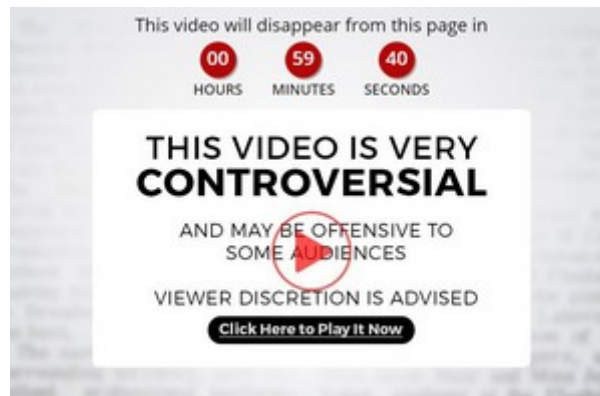 This video will disappear from this page in
00 59 40
HOURS MINUTES SECONDS
THIS VIDEO IS VERY
CONTROVERSIAL
AND MAY BE OFFENSIVE TO
SOME AUDIENCES
VIEWER DISCRETION IS ADVISED
Click Here to Play It Now